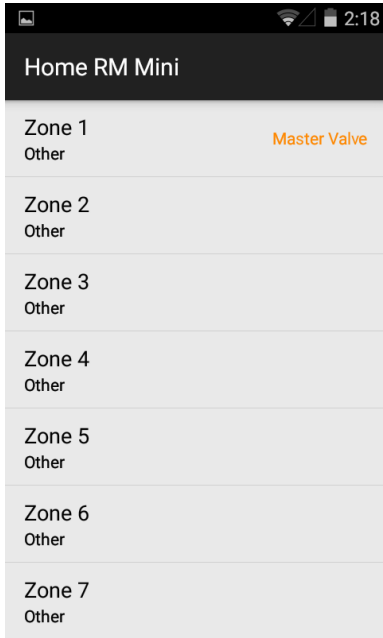 2:18
Home RM Mini
Zone 1
Other
Master Valve
Zone 2
Other
Zone 3
Other
Zone 4
Other
Zone 5
Other
Zone 6
Other
Zone 7
Other